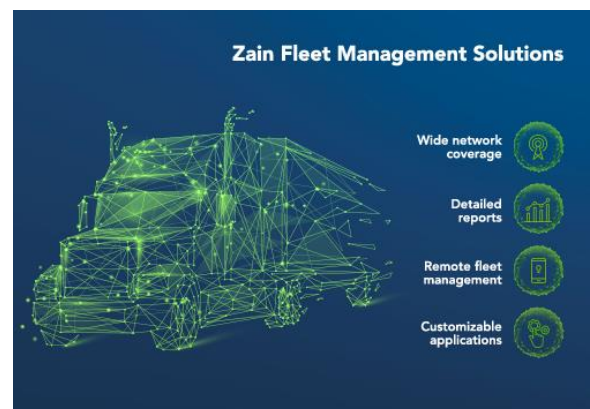 Zain Fleet Management Solutions
Wide network
coverage
Detailed
reports
Remote fleet
management
Customizable
applications